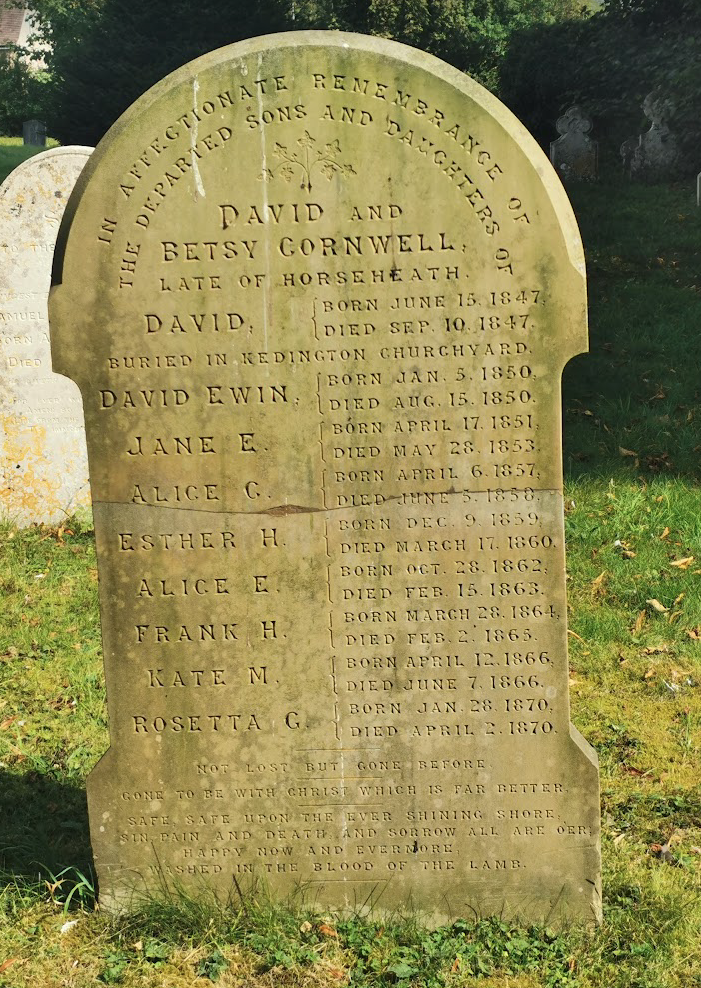 IN AFFECTIONATE REMEMBRANCE OF
THE DEPARTED SONS AND DAUGHTERS OF
DAVID AND
BETSY CORNWELL,
LATE OF HORSEHEATH.
DAVID, BORN JUNE 15, 1847,
DIED SEP. 10, 1847.
BURIED IN KEDINGTON CHURCHYARD.
DAVID EWIN, BORN JAN. 5, 1850,
DIED AUG. 15, 1850.
JANE E. BORN APRIL 17, 1851,
DIED MAY 28, 1853.
ALICE C. BORN APRIL 6, 1857,
DIED JUNE 5, 1858.
ESTHER H. BORN DEC. 9, 1859,
DIED MARCH 17, 1860.
ALICE E. BORN OCT. 28, 1862,
DIED FEB. 15, 1863.
FRANK H. BORN MARCH 28, 1864,
DIED FEB. 2, 1865.
KATE M. BORN APRIL 12, 1866,
DIED JUNE 7, 1866.
ROSETTA G. BORN JAN. 28, 1870,
DIED APRIL 2, 1870.
NOT LOST BUT GONE BEFORE.
GONE TO BE WITH CHRIST WHICH IS FAR BETTER.
SAFE, SAFE UPON THE EVER SHINING SHORE,
SIN, PAIN AND DEATH, AND SORROW ALL ARE O'ER;
HAPPY NOW AND EVERMORE,
WASHED IN THE BLOOD OF THE LAMB.
AMUEL
ORN A
DIED